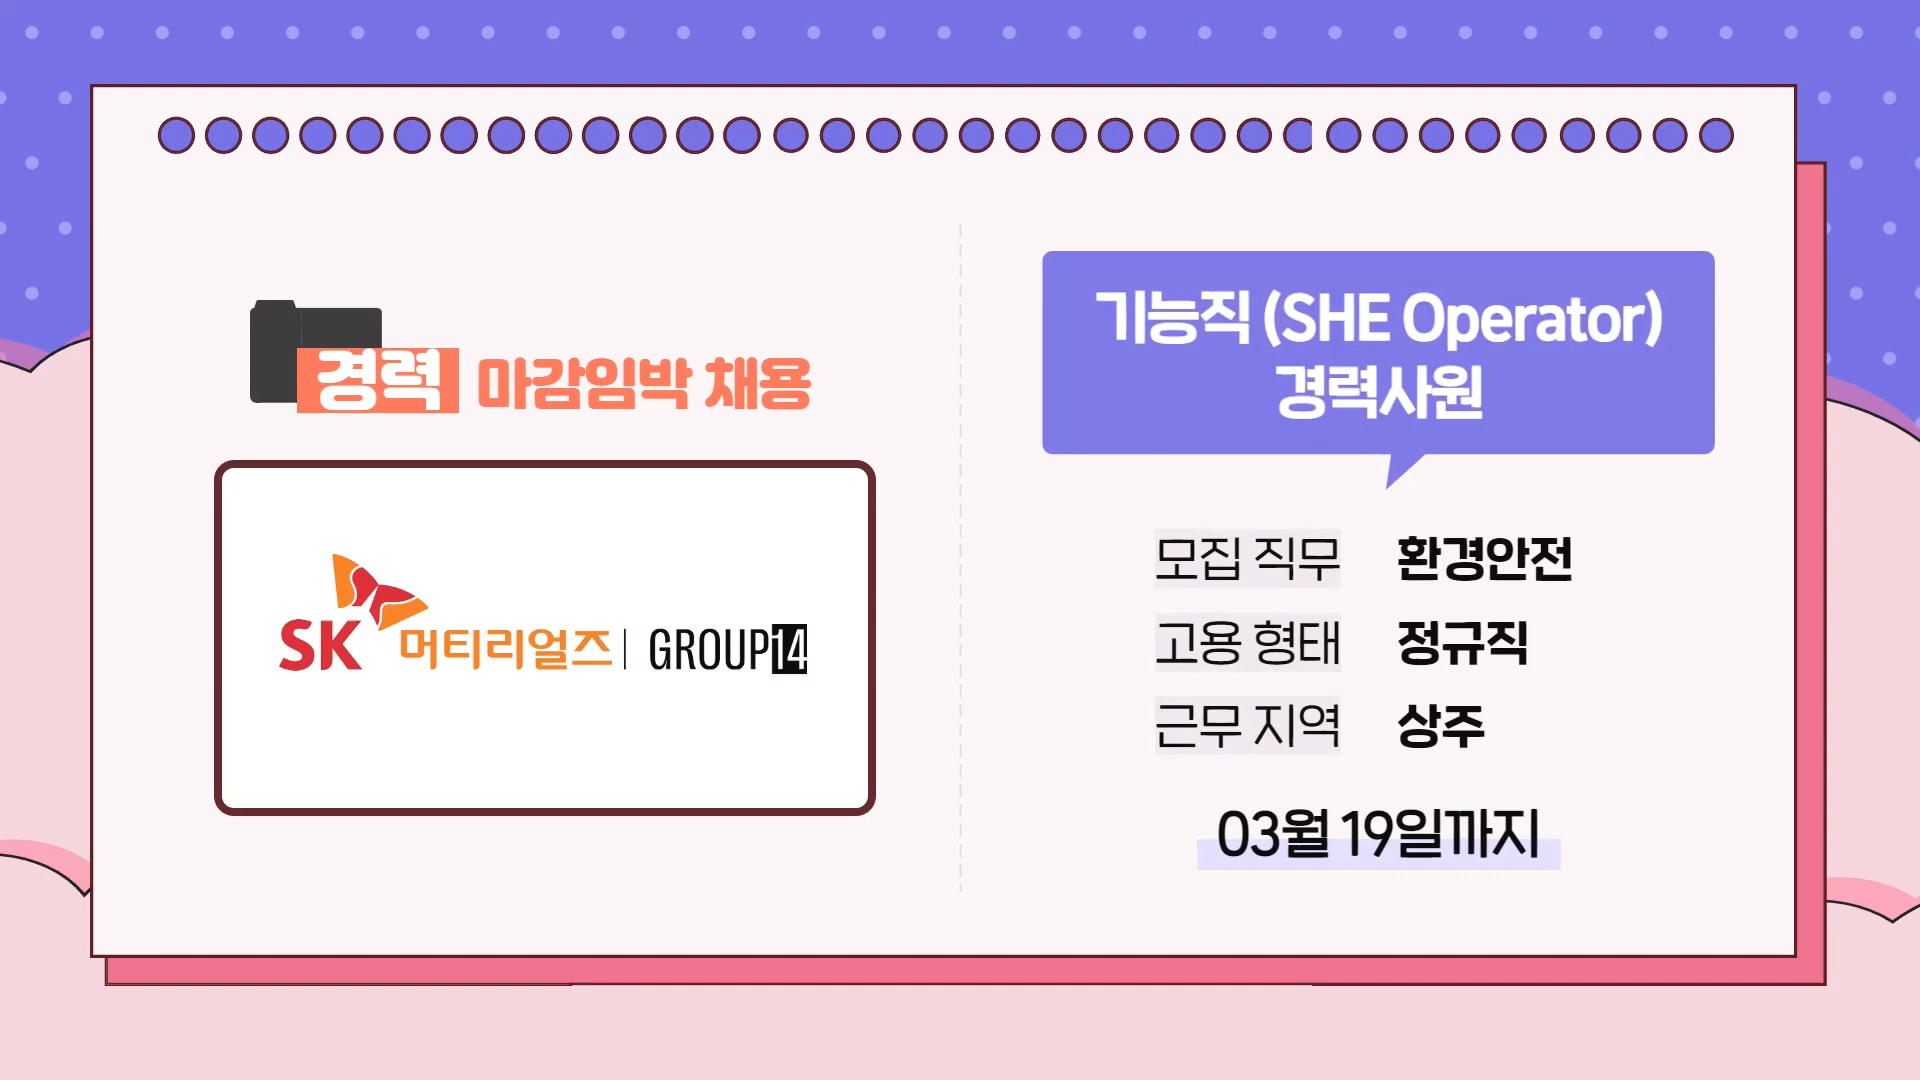 경력 마감임박 채용
SK 머티리얼즈 | GROUP14
기능직 (SHE Operator)
경력사원
모집 직무 환경안전
고용 형태 정규직
근무 지역 상주
03월 19일까지